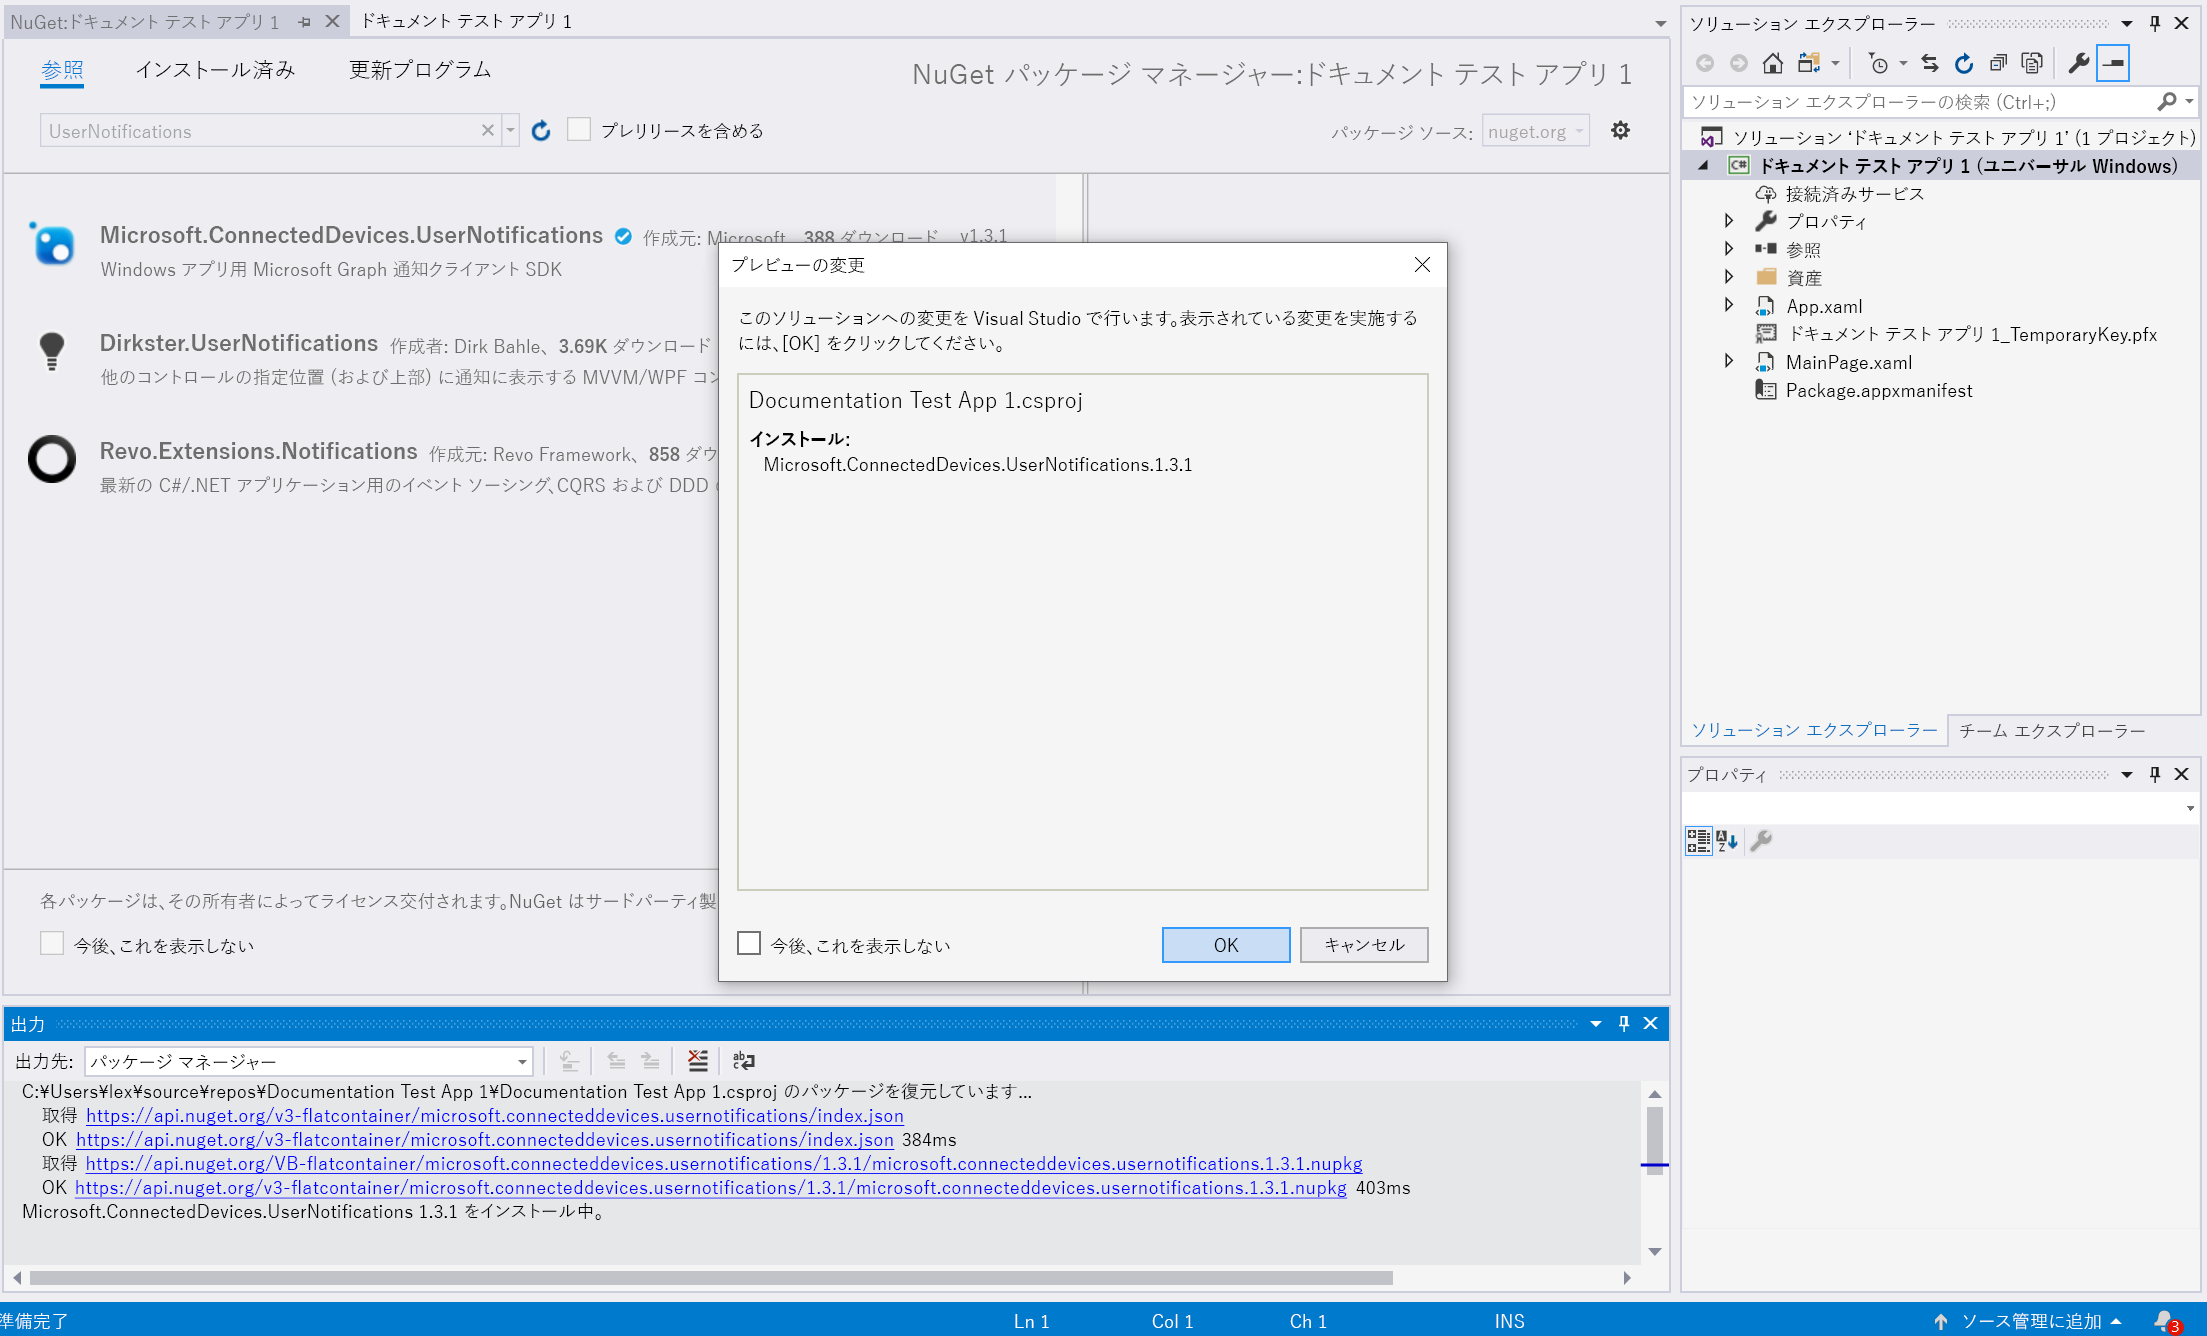 NuGet:ドキュメント テスト アプリ 1
ドキュメント テスト アプリ 1
参照
インストール済み
更新プログラム
NuGet パッケージ マネージャー:ドキュメント テスト アプリ 1
UserNotifications
プレリリースを含める
パッケージ ソース:
nuget.org
Microsoft.ConnectedDevices.UserNotifications 作成元: Microsoft、388 ダウンロード v1.3.1
Windows アプリ用 Microsoft Graph 通知クライアント SDK
Dirkster.UserNotifications 作成者: Dirk Bahle、3.69K ダウンロード
他のコントロールの指定位置 (および上部) に通知に表示する MVVM/WPF コン
Revo.Extensions.Notifications 作成元: Revo Framework、858 ダウ
最新の C#/.NET アプリケーション用のイベント ソーシング、CQRS および DDD
各パッケージは、その所有者によってライセンス交付されます。NuGet はサードパーティ製
今後、これを表示しない
プレビューの変更
このソリューションへの変更を Visual Studio で行います。表示されている変更を実施する
には、[OK] をクリックしてください。
Documentation Test App 1.csproj
インストール:
Microsoft.ConnectedDevices.UserNotifications.1.3.1
今後、これを表示しない
OK
キャンセル
出力
出力先:
パッケージ マネージャー
C:¥Users¥lex¥source¥repos¥Documentation Test App 1¥Documentation Test App 1.csproj のパッケージを復元しています...
取得 https://api.nuget.org/v3-flatcontainer/microsoft.connecteddevices.usernotifications/index.json
OK https://api.nuget.org/v3-flatcontainer/microsoft.connecteddevices.usernotifications/index.json 384ms
取得 https://api.nuget.org/VB-flatcontainer/microsoft.connecteddevices.usernotifications/1.3.1/microsoft.connecteddevices.usernotifications.1.3.1.nupkg
OK https://api.nuget.org/v3-flatcontainer/microsoft.connecteddevices.usernotifications/1.3.1/microsoft.connecteddevices.usernotifications.1.3.1.nupkg 403ms
Microsoft.ConnectedDevices.UserNotifications 1.3.1 をインストール中。
ソリューション エクスプローラー
ソリューション エクスプローラーの検索 (Ctrl+;)
ソリューション ‘ドキュメント テスト アプリ 1’ (1 プロジェクト)
C# ドキュメント テスト アプリ 1 (ユニバーサル Windows)
接続済みサービス
プロパティ
参照
資産
App.xaml
ドキュメント テスト アプリ 1_TemporaryKey.pfx
MainPage.xaml
Package.appxmanifest
ソリューション エクスプローラー
チーム エクスプローラー
プロパティ
準備完了
Ln 1
Col 1
Ch 1
INS
ソース管理に追加
3